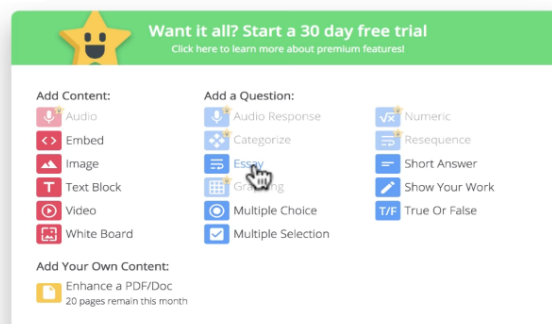 Want it all? Start a 30 day free trial
Click here to learn more about premium features!
Add Content:
Audio
Embed
Image
Text Block
Video
White Board
Add a Question:
Audio Response
Categorize
Essay
Multiple Choice
Multiple Selection
Numeric
Resequence
Short Answer
Show Your Work
T/F True Or False
Add Your Own Content:
Enhance a PDF/Doc
20 pages remain this month